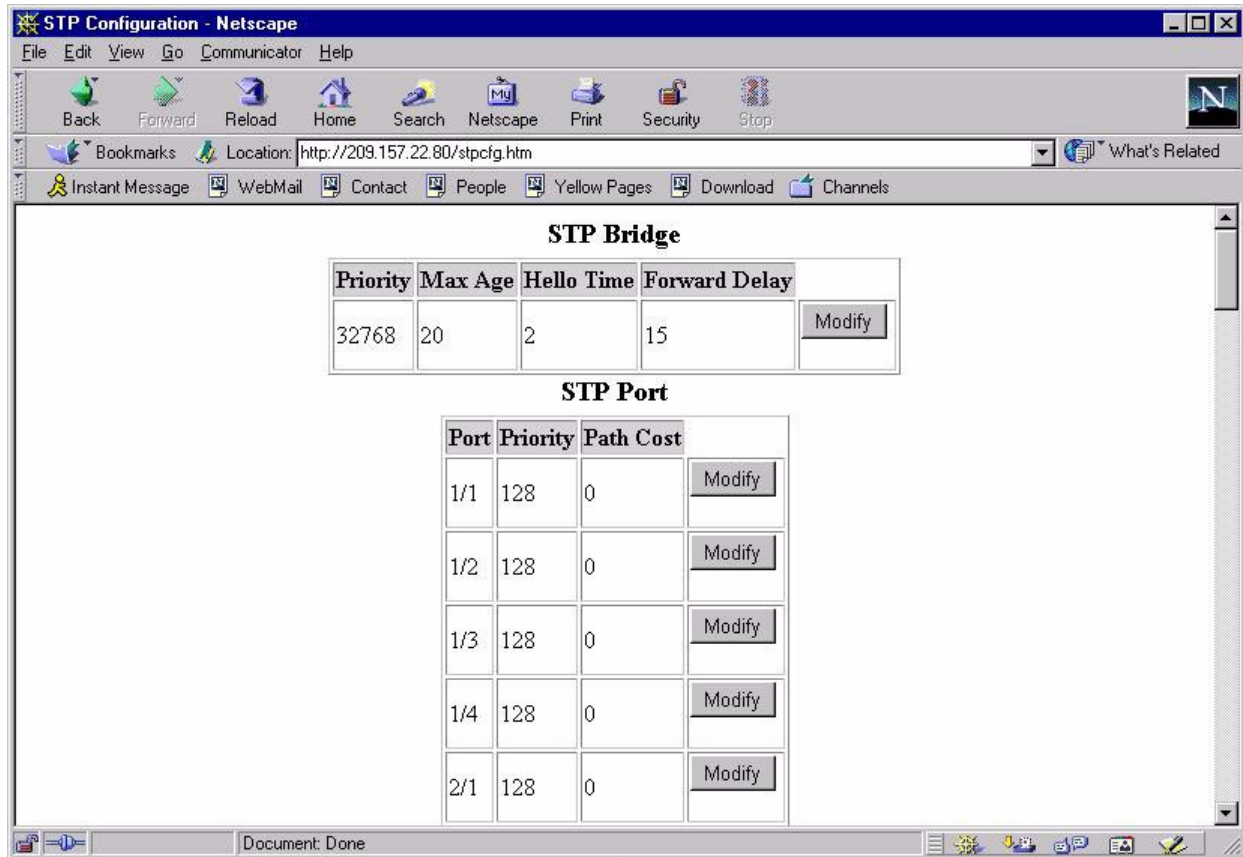 STP Configuration - Netscape
File Edit View Go Communicator Help
Back Forward Reload Home Search Netscape Print Security Stop
My
N
Bookmarks Location: http://209.157.22.80/stpcfg.htm What's Related
Instant Message WebMail Contact People Yellow Pages Download Channels
STP Bridge
Priority Max Age Hello Time Forward Delay
32768 20 2 15 Modify
STP Port
Port Priority Path Cost
1/1 128 0 Modify
1/2 128 0 Modify
1/3 128 0 Modify
1/4 128 0 Modify
2/1 128 0 Modify
Document: Done